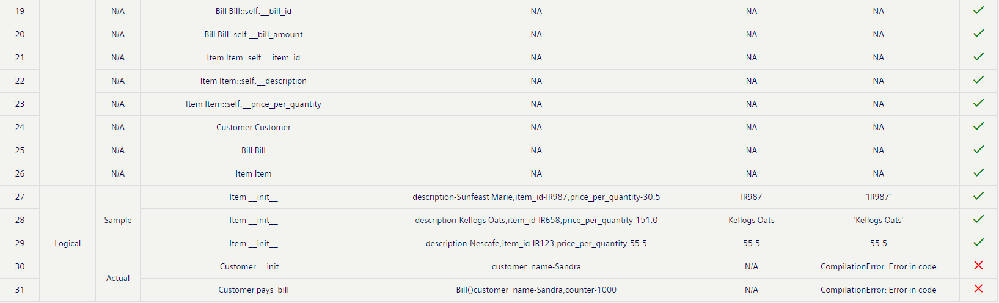 19 N/A Bill Bill::self.__bill_id NA NA NA
20 N/A Bill Bill::self.__bill_amount NA NA NA
21 N/A Item Item::self.__item_id NA NA NA
22 N/A Item Item::self.__description NA NA NA
23 N/A Item Item::self.__price_per_quantity NA NA NA
24 N/A Customer Customer NA NA NA
25 N/A Bill Bill NA NA NA
26 N/A Item Item NA NA NA
27 Item __init__ description-Sunfeast Marie,item_id-IR987,price_per_quantity-30.5 IR987 'IR987'
28 Sample Item __init__ description-Kellogs Oats,item_id-IR658,price_per_quantity-151.0 Kellogs Oats 'Kellogs Oats'
29 Logical Item __init__ description-Nescafe,item_id-IR123,price_per_quantity-55.5 55.5 55.5
30 Actual Customer __init__ customer_name-Sandra N/A CompilationError: Error in code
31 Customer pays_bill Bill()customer_name-Sandra,counter-1000 N/A CompilationError: Error in code